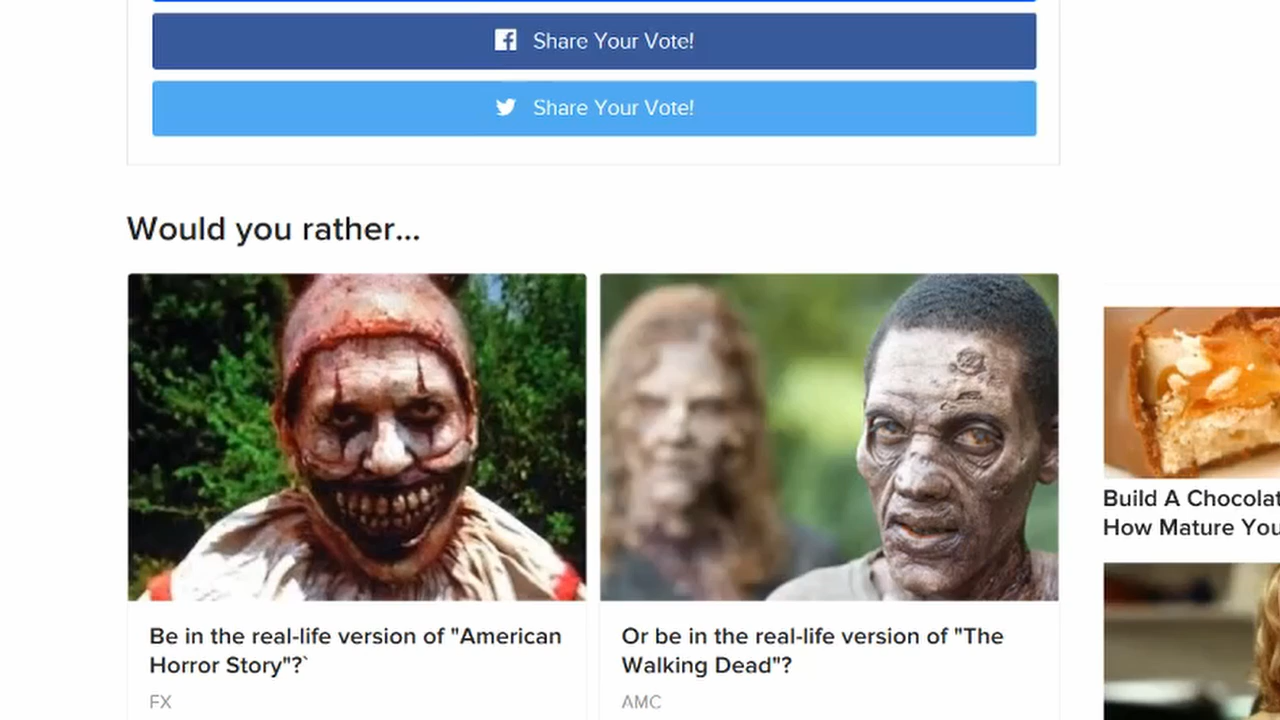 Share Your Vote!
Share Your Vote!
Would you rather...
Be in the real-life version of "American
Horror Story"?`
FX
Or be in the real-life version of "The
Walking Dead"?
AMC
Build A Chocolat
How Mature You